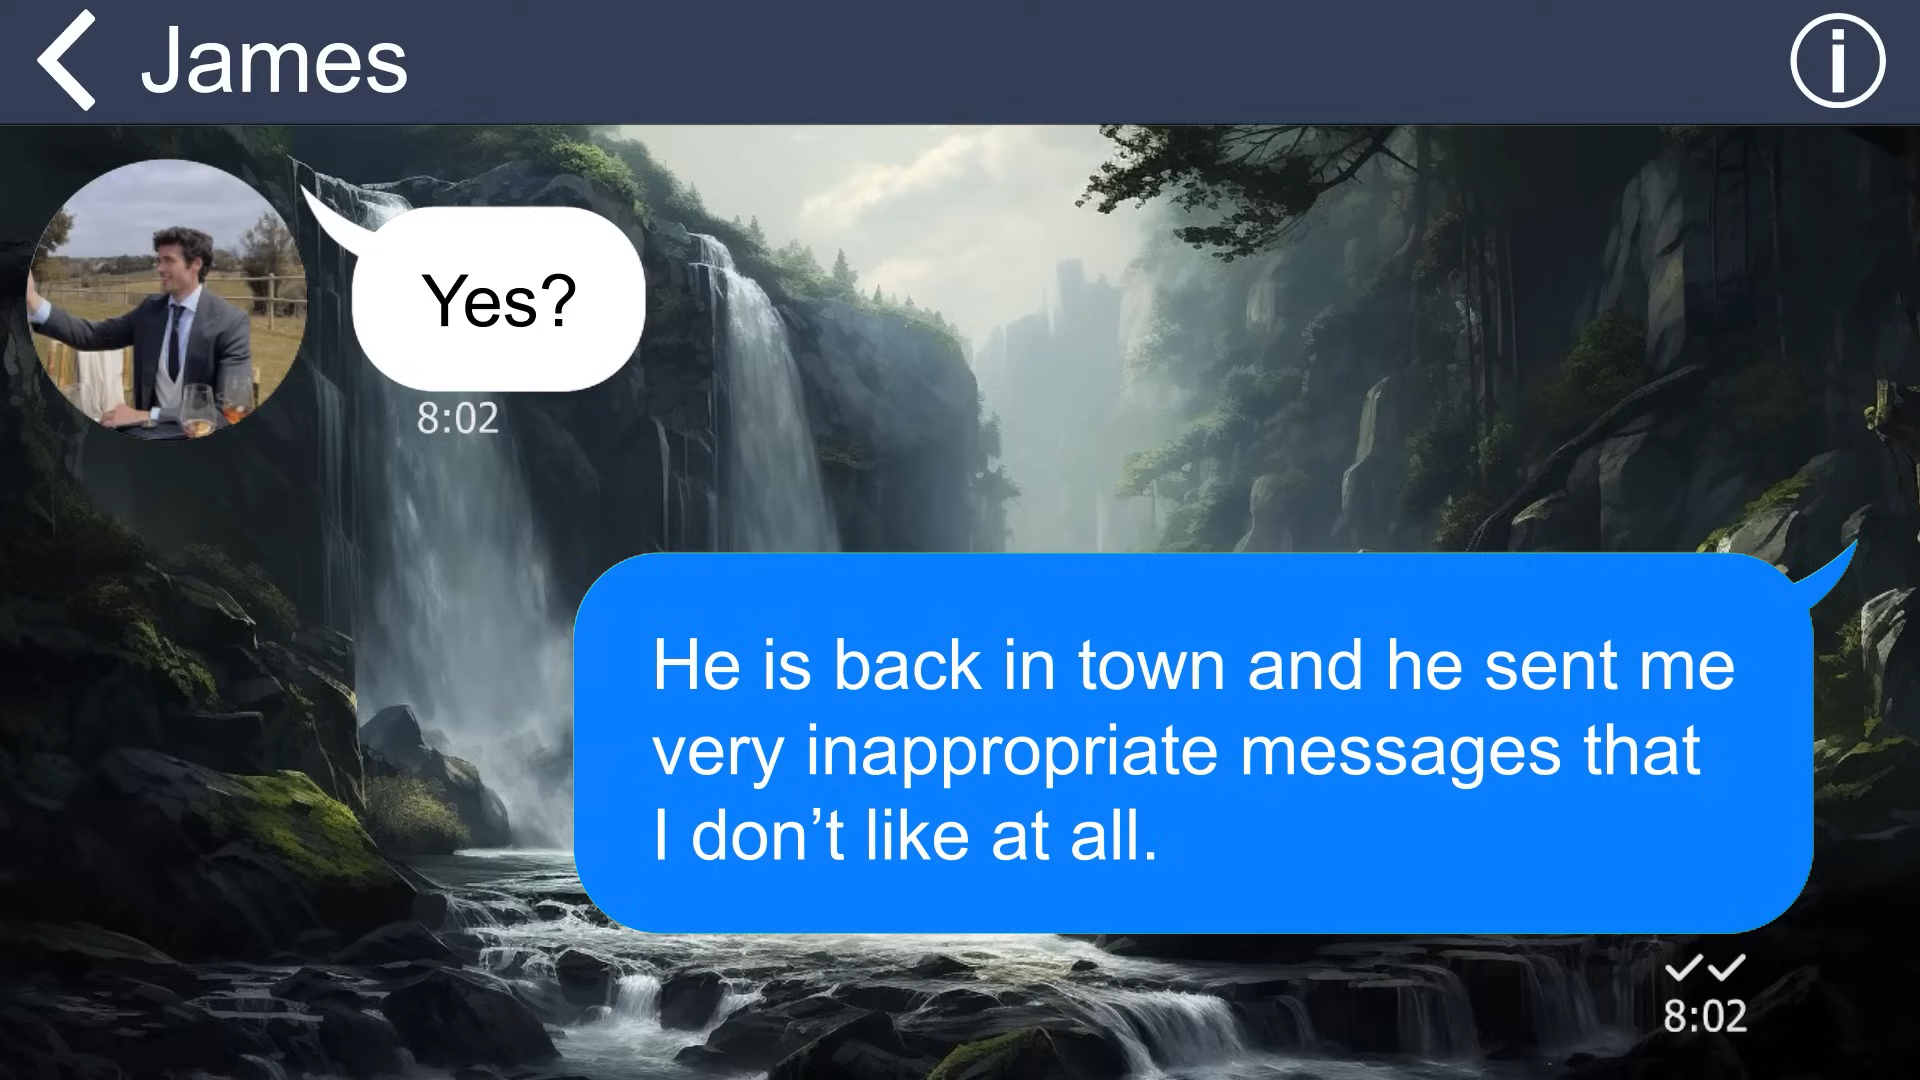 James
Yes?
8:02
He is back in town and he sent me
very inappropriate messages that
I don’t like at all.
8:02